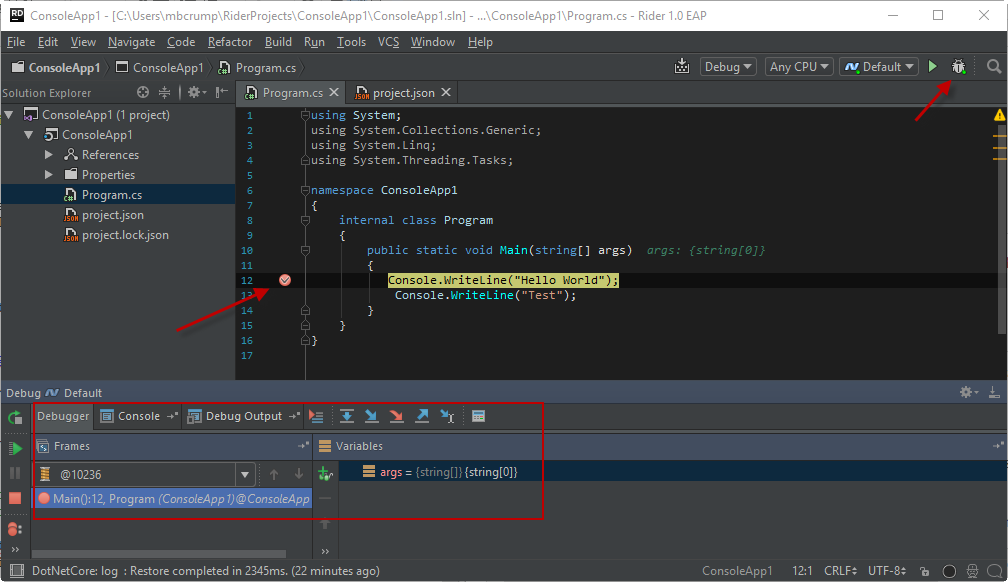 RD ConsoleApp1 - [C:\Users\mbcrump\RiderProjects\ConsoleApp1\ConsoleApp1.sln] - ...\ConsoleApp1\Program.cs - Rider 1.0 EAP
File Edit View Navigate Code Refactor Build Run Tools VCS Window Help
ConsoleApp1 ConsoleApp1 Program.cs Debug Any CPU Default
Solution Explorer
Program.cs project.json
ConsoleApp1 (1 project)
ConsoleApp1
References
Properties
Program.cs
project.json
project.lock.json
1 using System;
2 using System.Collections.Generic;
3 using System.Linq;
4 using System.Threading.Tasks;
5
6 namespace ConsoleApp1
7 {
8 internal class Program
9 {
10 public static void Main(string[] args) args: {string[0]}
11 {
12 Console.WriteLine("Hello World");
13 Console.WriteLine("Test");
14 }
15 }
16 }
17
Debug Default
Debugger Console Debug Output
Frames Variables
@10236
args = {string[]} {string[0]}
Main():12, Program (ConsoleApp1)@ConsoleApp
DotNetCore: log : Restore completed in 2345ms. (22 minutes ago) ConsoleApp1 12:1 CRLF UTF-8